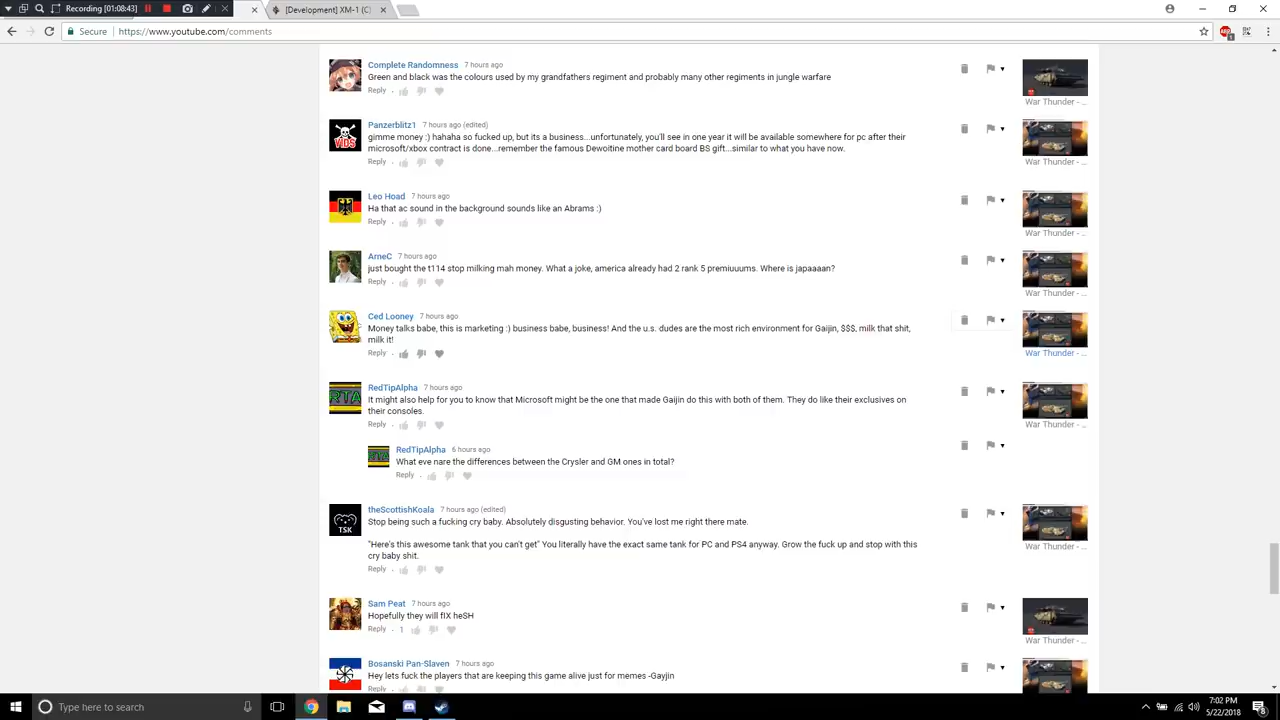 Recording [01:08:43]
[Development] XM-1 (C)
Secure
https://www.youtube.com/comments
Complete Randomness 7 hours ago
Green and black was the colours used by my grandfathers regiment and probably many other regiments in jungle warfare
Reply
War Thunder - ...
Panzerblitz1 7 hours ago (edited)
gimme money :) hahaha so fucked up, but its a business...unfortunately, you'll see in one year it will be available somewhere for pc after their
microsoft/xbox contract is done...remember the famous Dewoitine mother card board BS gift...similar to what you have now.
Reply
War Thunder - ...
Leo Hoad 7 hours ago
Ha that ac sound in the background sounds like an Abrams :)
Reply
War Thunder - ...
ArneC 7 hours ago
just bought the t114 stop milking mah money. What a joke, america already had 2 rank 5 premiuuums. Where is japaaaan?
Reply
War Thunder - ...
Ced Looney 7 hours ago
Money talks babe, this is marketing :) business babe, business! And the u.s. dudes are the most rich environment for Gaijin, $$$, milk that shit,
milk it!
Reply
War Thunder - ...
RTA
RedTipAlpha 7 hours ago
It might also help for you to know that Microsoft might be the one that made Gaijin do this with both of them. They do like their exclusives on
their consoles.
Reply
War Thunder - ...
RedTipAlpha 6 hours ago
What eve nare the differences between the Crysler and GM ones in total?
Reply
TSK
theScottishKoala 7 hours ago (edited)
Stop being such a fucking cry baby. Absolutely disgusting behavior. You've lost me right there mate.
here's this awesome tank that you can't get" You literally have the exact same tank for PC and PS4 anyway. Grow the fuck up and stop with this
cry baby shit.
Reply
War Thunder - ...
Sam Peat 7 hours ago
Hopefully they will fIX heSH
Reply 1
War Thunder - ...
Bosanski Pan-Slaven 7 hours ago
lets fuck the players that are keeping this game alive just for memes -Gayjin
Reply
Type here to search
7:02 PM
5/22/2018